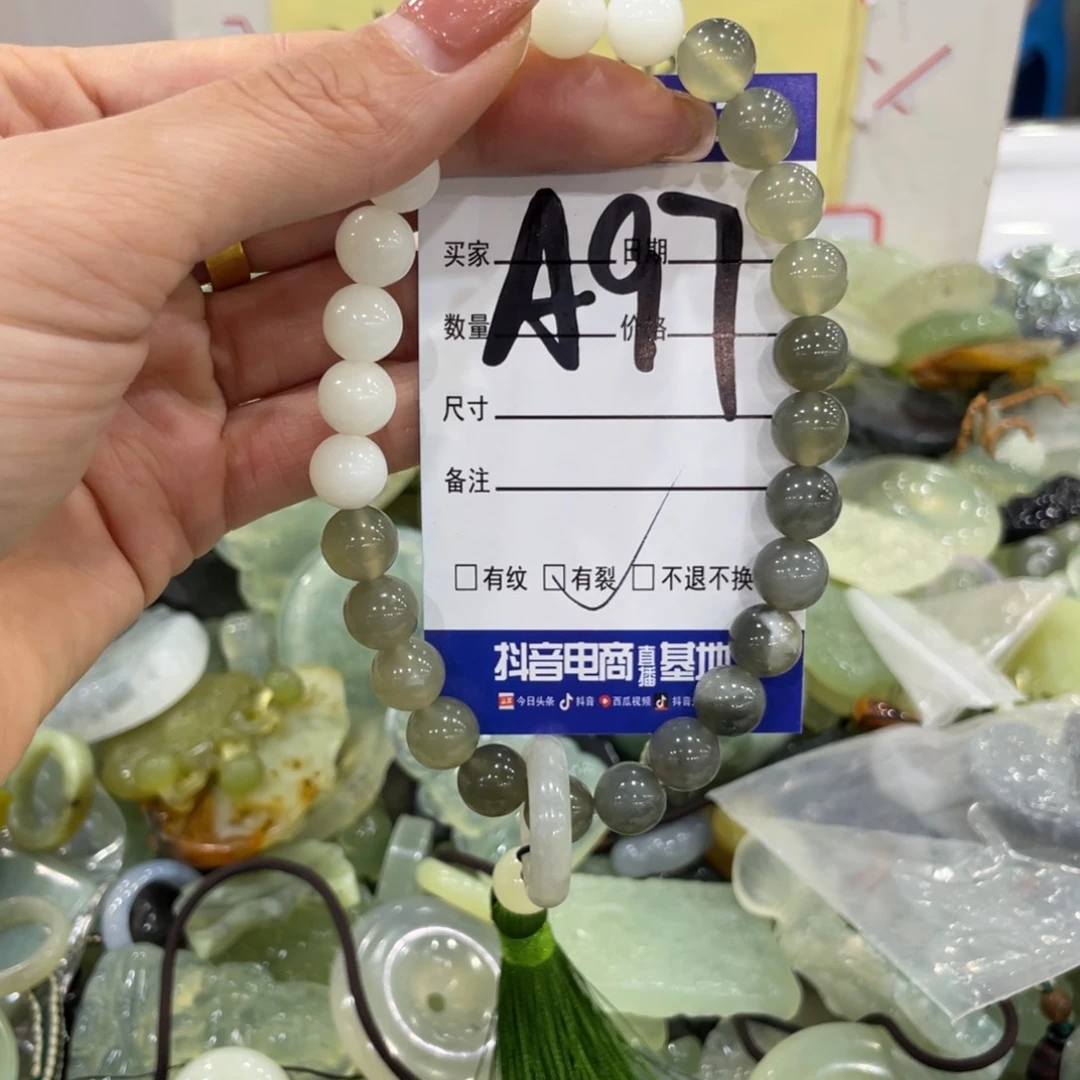 A97
买家 日期
数量 价格
尺寸
备注
□有纹 □有裂 □不退不换
抖音电商直播基地
今日头条 抖音 西瓜视频 抖音